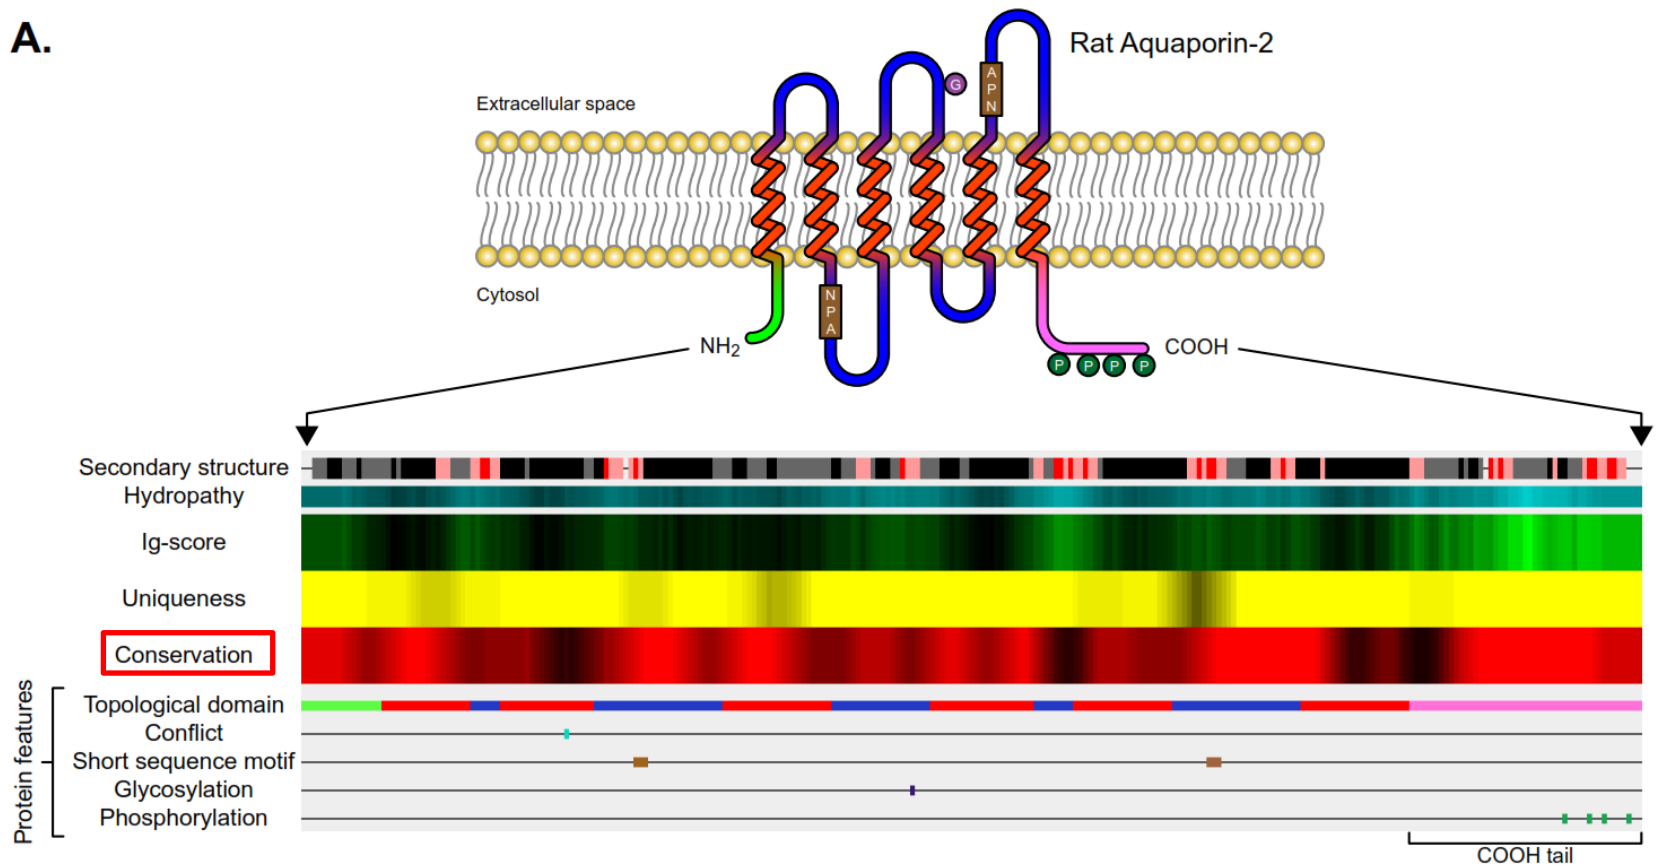 A.
Rat Aquaporin-2
Extracellular space
G
A
P
N
Cytosol
N
P
A
NH2
COOH
P P P P
Secondary structure
Hydropathy
Ig-score
Uniqueness
Conservation
Protein features
Topological domain
Conflict
Short sequence motif
Glycosylation
Phosphorylation
COOH tail